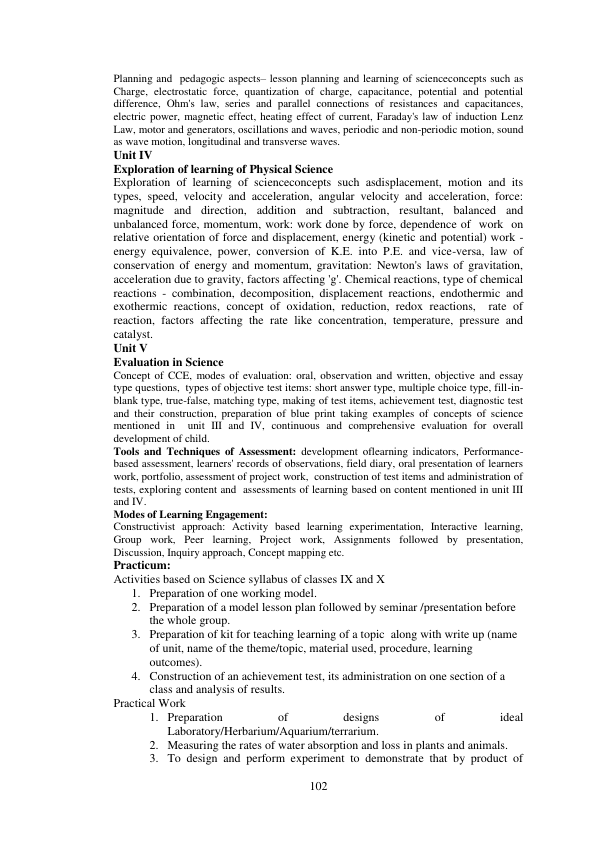 Planning and pedagogic aspects– lesson planning and learning of scienceconcepts such as
Charge, electrostatic force, quantization of charge, capacitance, potential and potential
difference, Ohm's law, series and parallel connections of resistances and capacitances,
electric power, magnetic effect, heating effect of current, Faraday's law of induction Lenz
Law, motor and generators, oscillations and waves, periodic and non-periodic motion, sound
as wave motion, longitudinal and transverse waves.
Unit IV
Exploration of learning of Physical Science
Exploration of learning of scienceconcepts such asdisplacement, motion and its
types, speed, velocity and acceleration, angular velocity and acceleration, force:
magnitude and direction, addition and subtraction, resultant, balanced and
unbalanced force, momentum, work: work done by force, dependence of work on
relative orientation of force and displacement, energy (kinetic and potential) work -
energy equivalence, power, conversion of K.E. into P.E. and vice-versa, law of
conservation of energy and momentum, gravitation: Newton's laws of gravitation,
acceleration due to gravity, factors affecting 'g'. Chemical reactions, type of chemical
reactions - combination, decomposition, displacement reactions, endothermic and
exothermic reactions, concept of oxidation, reduction, redox reactions, rate of
reaction, factors affecting the rate like concentration, temperature, pressure and
catalyst.
Unit V
Evaluation in Science
Concept of CCE, modes of evaluation: oral, observation and written, objective and essay
type questions, types of objective test items: short answer type, multiple choice type, fill-in-
blank type, true-false, matching type, making of test items, achievement test, diagnostic test
and their construction, preparation of blue print taking examples of concepts of science
mentioned in unit III and IV, continuous and comprehensive evaluation for overall
development of child.
Tools and Techniques of Assessment: development oflearning indicators, Performance-
based assessment, learners' records of observations, field diary, oral presentation of learners
work, portfolio, assessment of project work, construction of test items and administration of
tests, exploring content and assessments of learning based on content mentioned in unit III
and IV.
Modes of Learning Engagement:
Constructivist approach: Activity based learning experimentation, Interactive learning,
Group work, Peer learning, Project work, Assignments followed by presentation,
Discussion, Inquiry approach, Concept mapping etc.
Practicum:
Activities based on Science syllabus of classes IX and X
1. Preparation of one working model.
2. Preparation of a model lesson plan followed by seminar /presentation before
the whole group.
3. Preparation of kit for teaching learning of a topic along with write up (name
of unit, name of the theme/topic, material used, procedure, learning
outcomes).
4. Construction of an achievement test, its administration on one section of a
class and analysis of results.
Practical Work
1. Preparation of designs of ideal
Laboratory/Herbarium/Aquarium/terrarium.
2. Measuring the rates of water absorption and loss in plants and animals.
3. To design and perform experiment to demonstrate that by product of
102